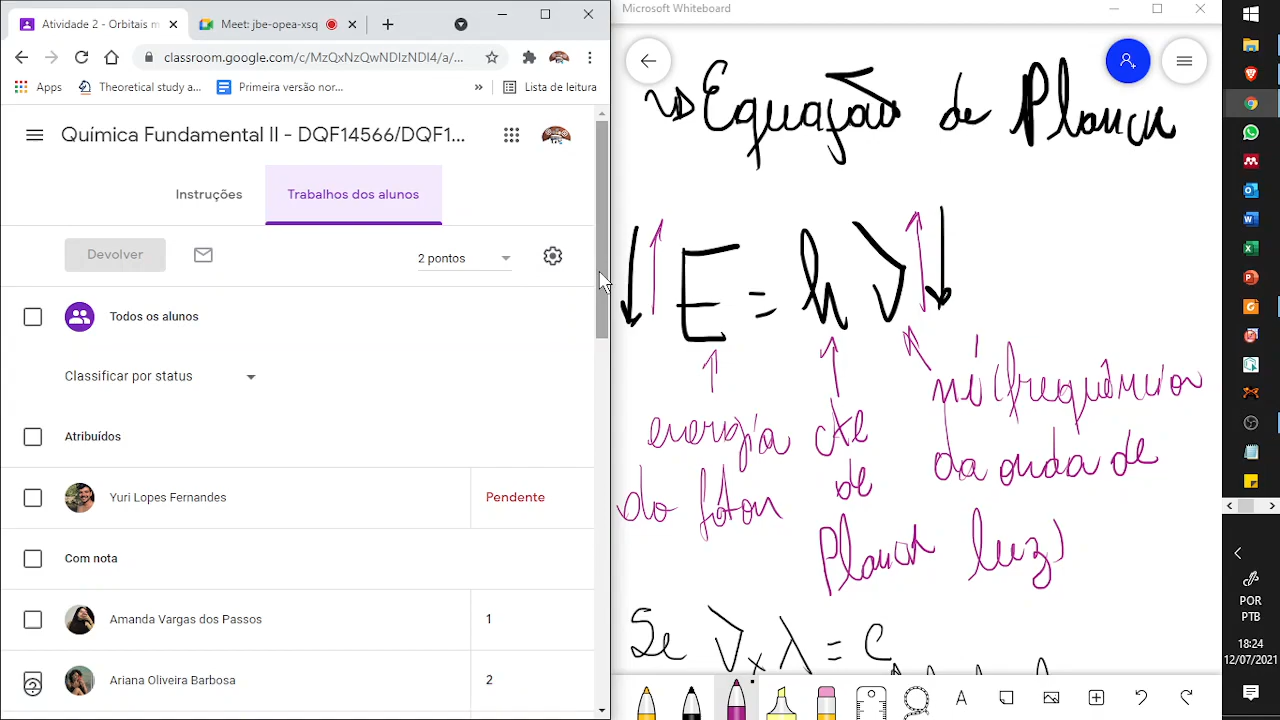 Atividade 2 - Orbitais m
Meet: jbe-opea-xsq
classroom.google.com/c/MzQxNzQwNDIzND4/a/...
Apps
Theoretical study a...
Primeira versão nor...
»
Lista de leitura
Química Fundamental II - DQF14566/DQF1...
Instruções
Trabalhos dos alunos
Devolver
2 pontos
Todos os alunos
Classificar por status
Atribuídos
Yuri Lopes Fernandes
Pendente
Com nota
Amanda Vargas dos Passos
1
Ariana Oliveira Barbosa
2
Microsoft Whiteboard
Equação de Planck
E = h ν
energia
do fóton
cte
de
Planck
ni (frequência
da onda de
luz)
Se ν x λ = c
A
POR
PTB
18:24
12/07/2021